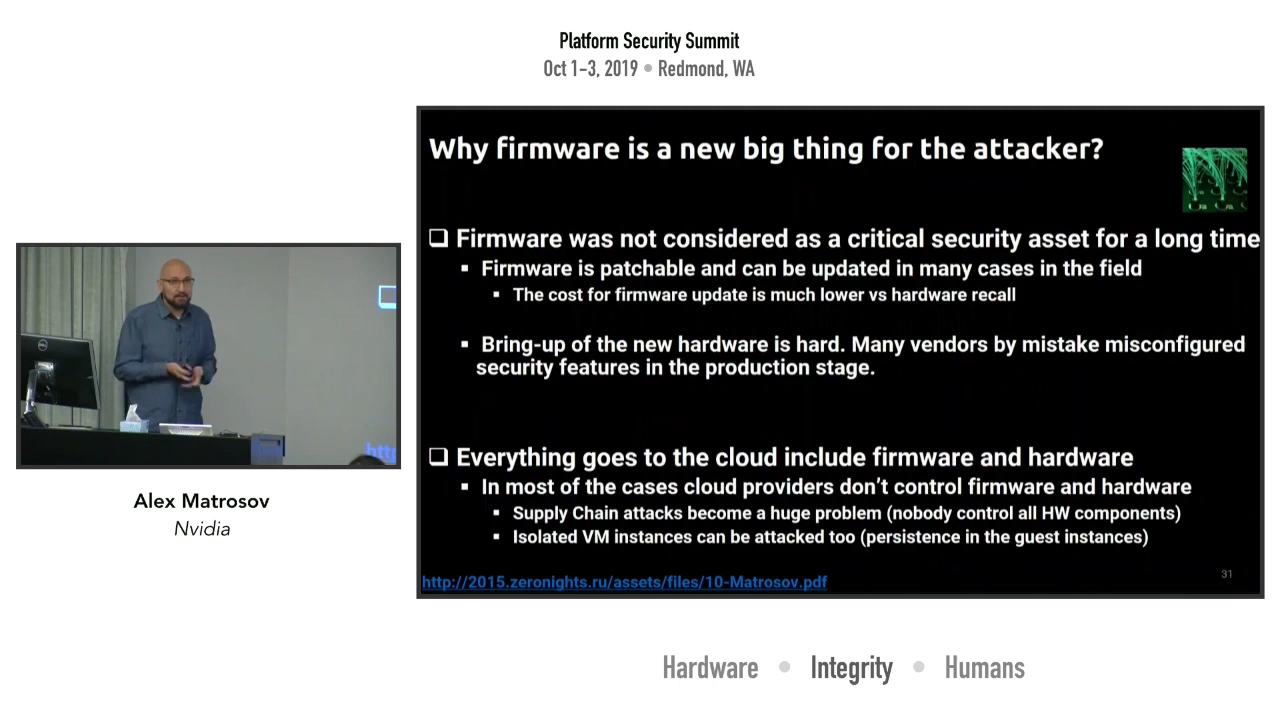 Platform Security Summit
Oct 1-3, 2019 • Redmond, WA
Why firmware is a new big thing for the attacker?
❑ Firmware was not considered as a critical security asset for a long time
▪ Firmware is patchable and can be updated in many cases in the field
▪ The cost for firmware update is much lower vs hardware recall
▪ Bring-up of the new hardware is hard. Many vendors by mistake misconfigured
security features in the production stage.
❑ Everything goes to the cloud include firmware and hardware
▪ In most of the cases cloud providers don’t control firmware and hardware
▪ Supply Chain attacks become a huge problem (nobody control all HW components)
▪ Isolated VM instances can be attacked too (persistence in the guest instances)
http://2015.zeronights.ru/assets/files/10-Matrosov.pdf
31
DELL
htt
Alex Matrosov
Nvidia
Hardware • Integrity • Humans